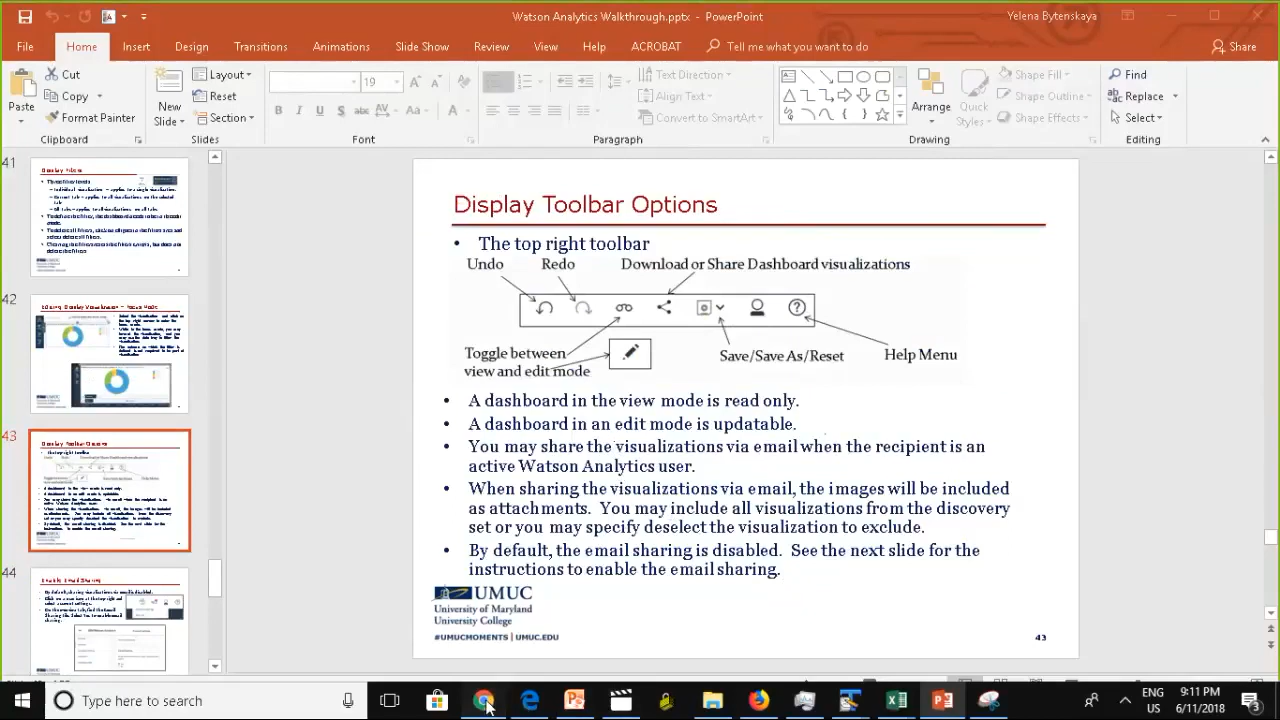 Watson Analytics Walkthrough.pptx - PowerPoint
Yelena Bytenskaya
File Home Insert Design Transitions Animations Slide Show Review View Help ACROBAT Tell me what you want to do Share
Paste
Cut
Copy
Format Painter
Clipboard
New Slide
Layout
Reset
Section
Slides
19
Font
Text Direction
Align Text
Convert to SmartArt
Paragraph
Arrange
Quick Styles
Shape Fill
Shape Outline
Shape Effects
Drawing
Find
Replace
Select
Editing
41
Display Filters
42
43
Display Toolbar Options
44
Enable Email Sharing
Display Toolbar Options
• The top right toolbar
Undo Redo Download or Share Dashboard visualizations
Toggle between
view and edit mode
Save/Save As/Reset
Help Menu
• A dashboard in the view mode is read only.
• A dashboard in an edit mode is updatable.
• You may share the visualizations via email when the recipient is an
active Watson Analytics user.
• When sharing the visualizations via email, the images will be included
as attachments. You may include all visualizations from the discovery
set or you may specify deselect the visualization to exclude.
• By default, the email sharing is disabled. See the next slide for the
instructions to enable the email sharing.
UMUC
University of Maryland
University College
#UMUCMOMENTS | UMUC.EDU
43
Type here to search
ENG
US
9:11 PM
6/11/2018
3